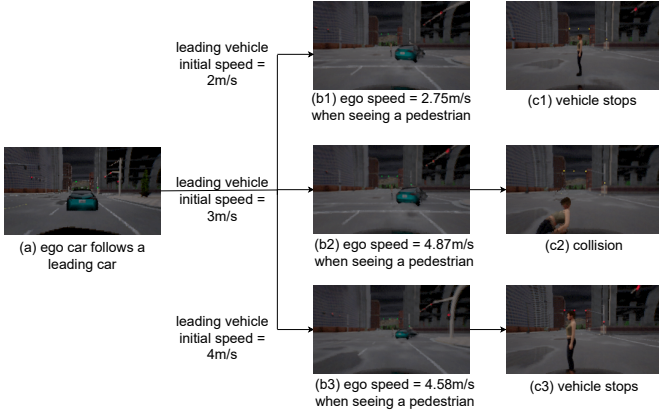 leading vehicle
initial speed =
2m/s
(b1) ego speed = 2.75m/s
when seeing a pedestrian
(c1) vehicle stops
(a) ego car follows a
leading car
leading vehicle
initial speed =
3m/s
(b2) ego speed = 4.87m/s
when seeing a pedestrian
(c2) collision
leading vehicle
initial speed =
4m/s
(b3) ego speed = 4.58m/s
when seeing a pedestrian
(c3) vehicle stops